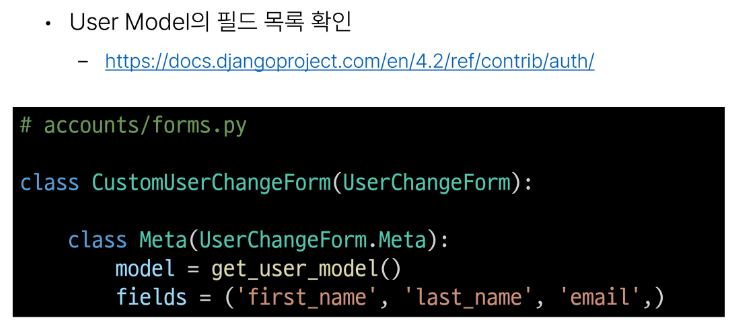 • User Model의 필드 목록 확인
– https://docs.djangoproject.com/en/4.2/ref/contrib/auth/
# accounts/forms.py
class CustomUserChangeForm(UserChangeForm):
    class Meta(UserChangeForm.Meta):
        model = get_user_model()
        fields = ('first_name', 'last_name', 'email',)